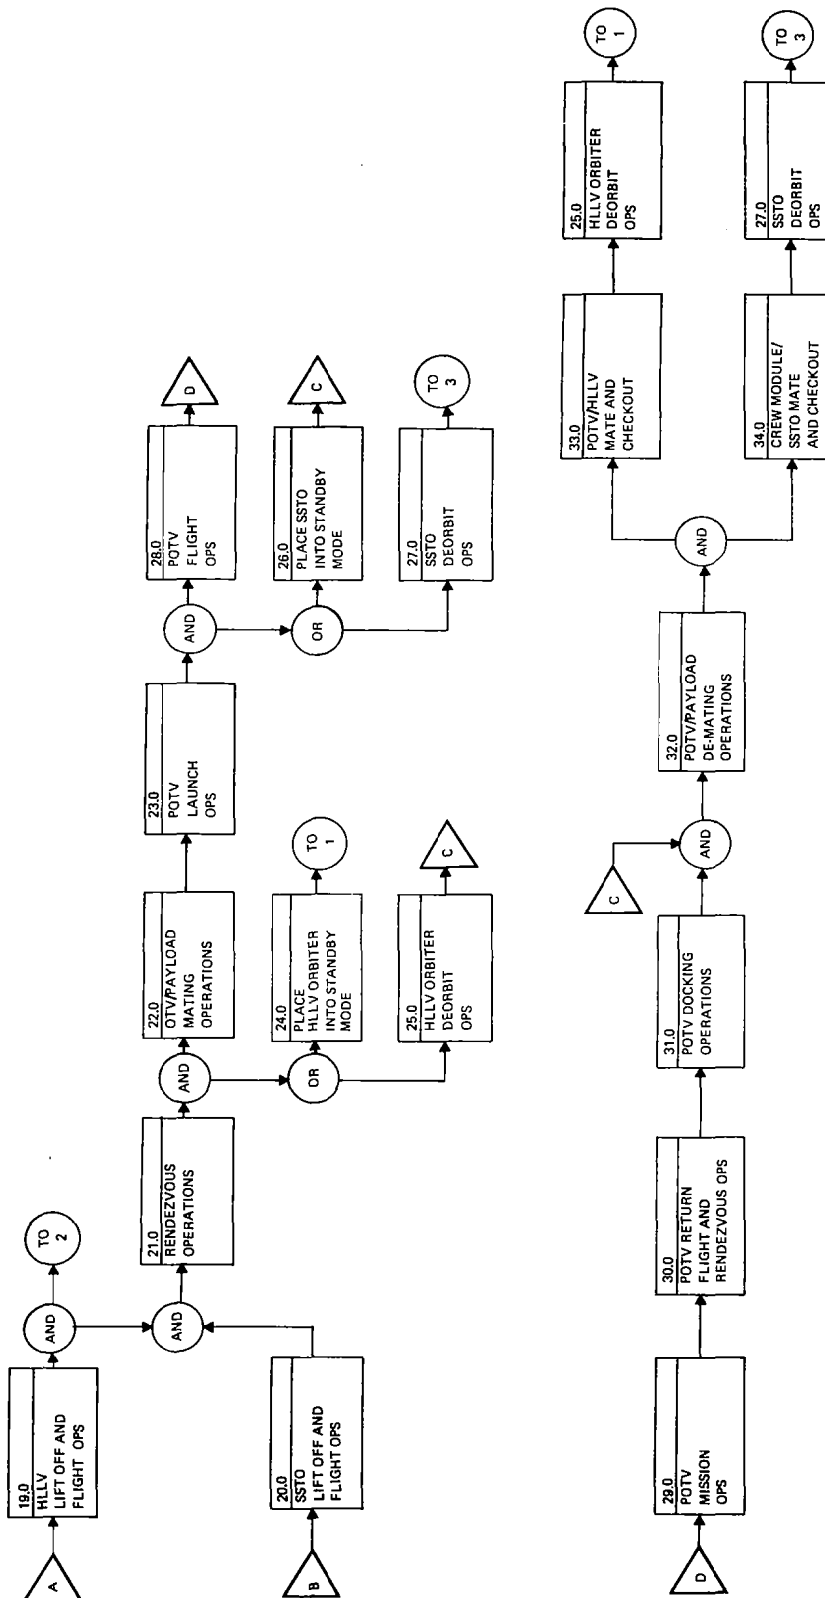 A
19.0
HLLV
LIFT OFF AND
FLIGHT OPS
AND
TO
2
B
20.0
SSTO
LIFT OFF AND
FLIGHT OPS
AND
21.0
RENDEZVOUS
OPERATIONS
AND
22.0
OTV/PAYLOAD
MATING
OPERATIONS
OR
24.0
PLACE
HLLV ORBITER
INTO STANDBY
MODE
TO
1
25.0
HLLV ORBITER
DEORBIT
OPS
C
23.0
POTV
LAUNCH
OPS
AND
28.0
POTV
FLIGHT
OPS
D
OR
26.0
PLACE SSTO
INTO STANDBY
MODE
C
27.0
SSTO
DEORBIT
OPS
TO
3
D
29.0
POTV
MISSION
OPS
30.0
POTV RETURN
FLIGHT AND
RENDEZVOUS OPS
31.0
POTV DOCKING
OPERATIONS
C
AND
32.0
POTV/PAYLOAD
DE-MATING
OPERATIONS
AND
33.0
POTV/HLLV
MATE AND
CHECKOUT
25.0
HLLV ORBITER
DEORBIT
OPS
TO
1
34.0
CREW MODULE/
SSTO MATE
AND CHECKOUT
27.0
SSTO
DEORBIT
OPS
TO
3